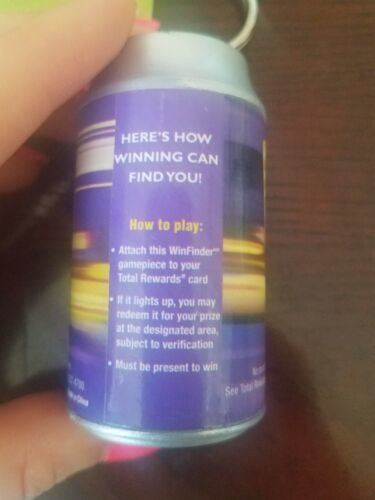 HERE'S HOW
WINNING CAN
FIND YOU!
How to play:
• Attach this WinFinder℠
gamepiece to your
Total Rewards® card
• If it lights up, you may
redeem it for your prize
at the designated area,
subject to verification
• Must be present to win
See Total